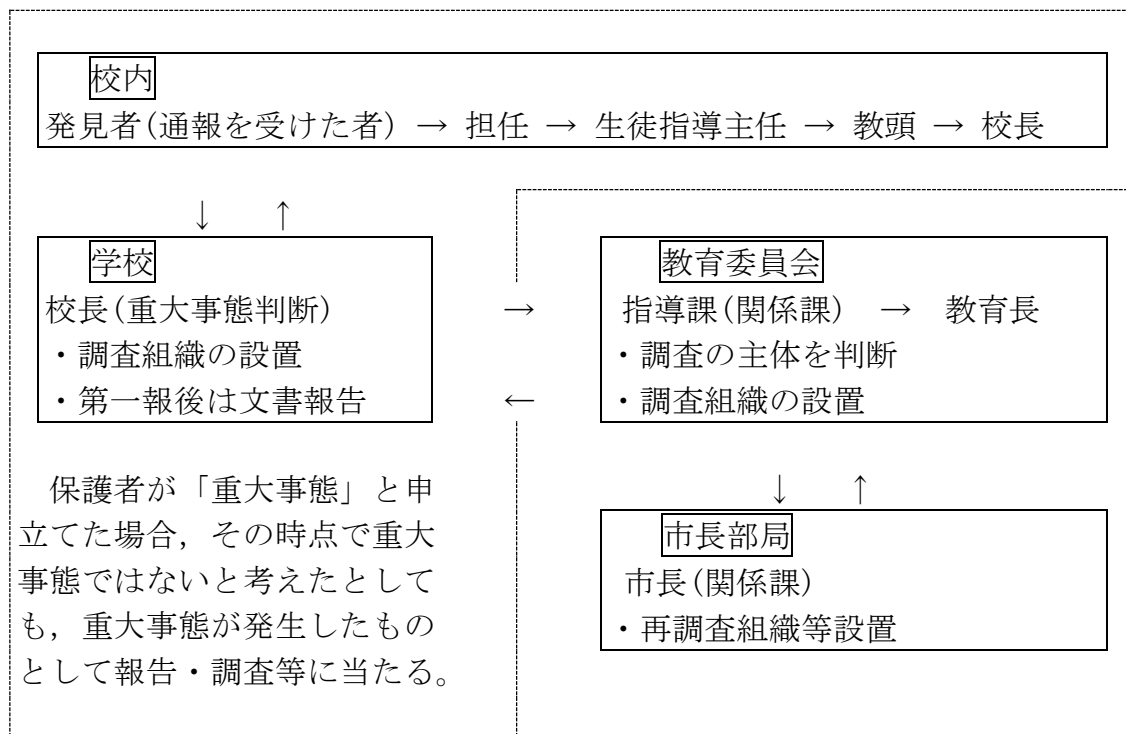 校内
発見者(通報を受けた者) → 担任 → 生徒指導主任 → 教頭 → 校長
↓ ↑
学校
校長(重大事態判断)
・調査組織の設置
・第一報後は文書報告
→
←
教育委員会
指導課(関係課) → 教育長
・調査の主体を判断
・調査組織の設置
保護者が「重大事態」と申
立てた場合，その時点で重大
事態ではないと考えたとして
も，重大事態が発生したもの
として報告・調査等に当たる。
↓ ↑
市長部局
市長(関係課)
・再調査組織等設置